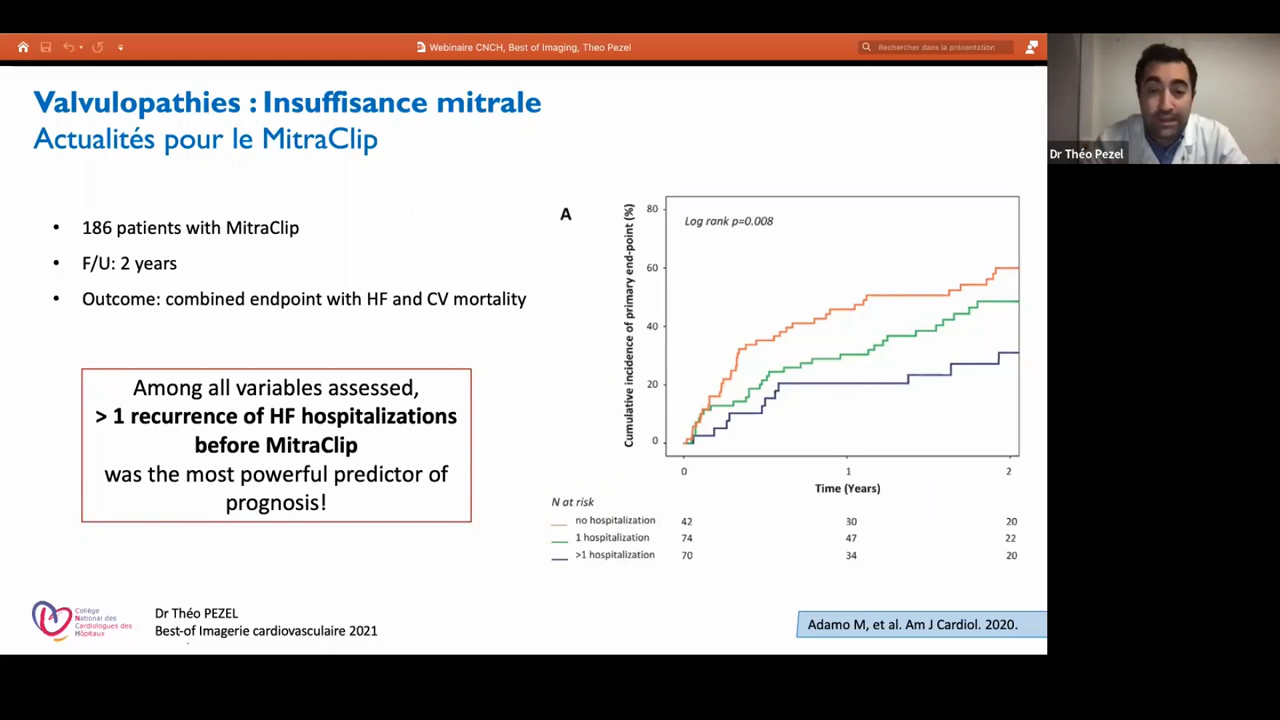 Webinaire CNCH, Best of Imaging, Theo Pezel
Rechercher dans la présentation
Valvulopathies : Insuffisance mitrale
Actualités pour le MitraClip
Dr Théo Pezel
• 186 patients with MitraClip
• F/U: 2 years
• Outcome: combined endpoint with HF and CV mortality
Among all variables assessed,
> 1 recurrence of HF hospitalizations
before MitraClip
was the most powerful predictor of
prognosis!
A
Log rank p=0.008
Cumulative incidence of primary end-point (%)
80
60
40
20
0
0 1 2
Time (Years)
N at risk
no hospitalization 42 30 20
1 hospitalization 74 47 22
>1 hospitalization 70 34 20
Collège
National des
Cardiologues des
Hôpitaux
Dr Théo PEZEL
Best-of Imagerie cardiovasculaire 2021
Adamo M, et al. Am J Cardiol. 2020.